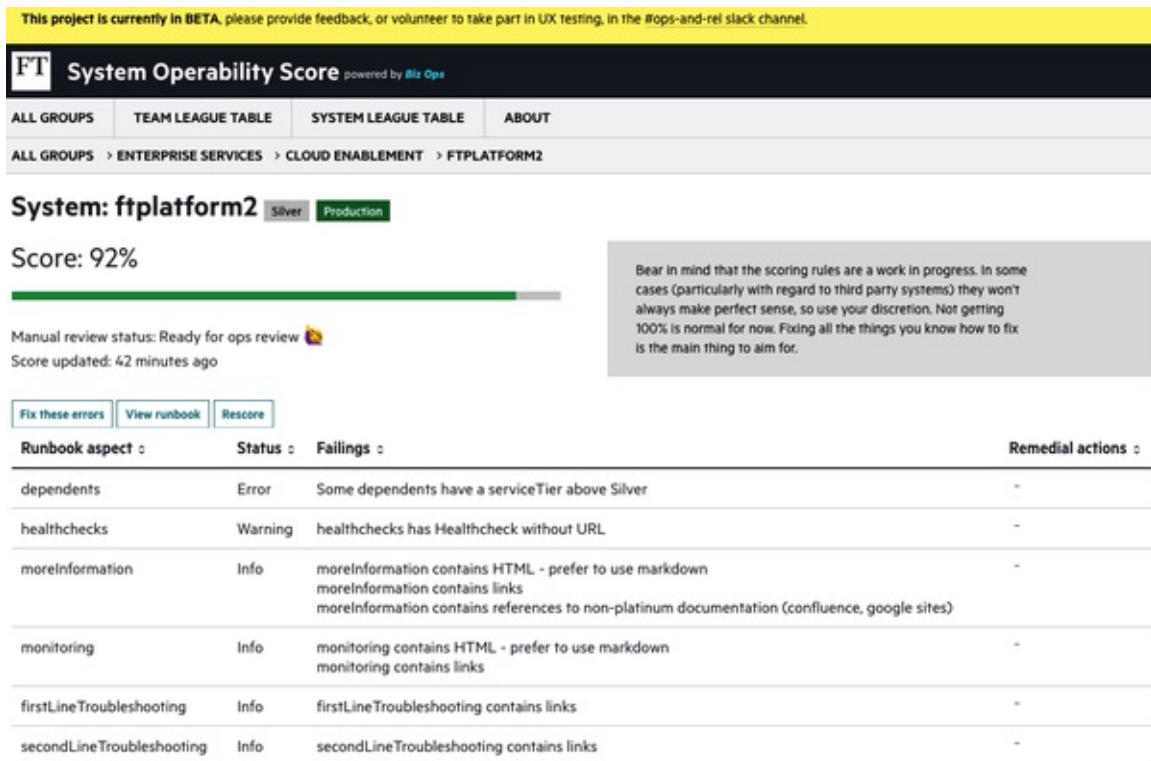 This project is currently in BETA, please provide feedback, or volunteer to take part in UX testing, in the #ops-and-rel slack channel.
FT System Operability Score powered by Biz Ops
ALL GROUPS TEAM LEAGUE TABLE SYSTEM LEAGUE TABLE ABOUT
ALL GROUPS > ENTERPRISE SERVICES > CLOUD ENABLEMENT > FTPLATFORM2
System: ftplatform2 Silver Production
Score: 92%
Bear in mind that the scoring rules are a work in progress. In some
cases (particularly with regard to third party systems) they won't
always make perfect sense, so use your discretion. Not getting
100% is normal for now. Fixing all the things you know how to fix
is the main thing to aim for.
Manual review status: Ready for ops review
Score updated: 42 minutes ago
Fix these errors View runbook Rescore
Runbook aspect Status Failings Remedial actions
dependents Error Some dependents have a serviceTier above Silver -
healthchecks Warning healthchecks has Healthcheck without URL -
moreInformation Info moreInformation contains HTML - prefer to use markdown -
moreInformation contains links
moreInformation contains references to non-platinum documentation (confluence, google sites)
monitoring Info monitoring contains HTML - prefer to use markdown -
monitoring contains links
firstLineTroubleshooting Info firstLineTroubleshooting contains links -
secondLineTroubleshooting Info secondLineTroubleshooting contains links -